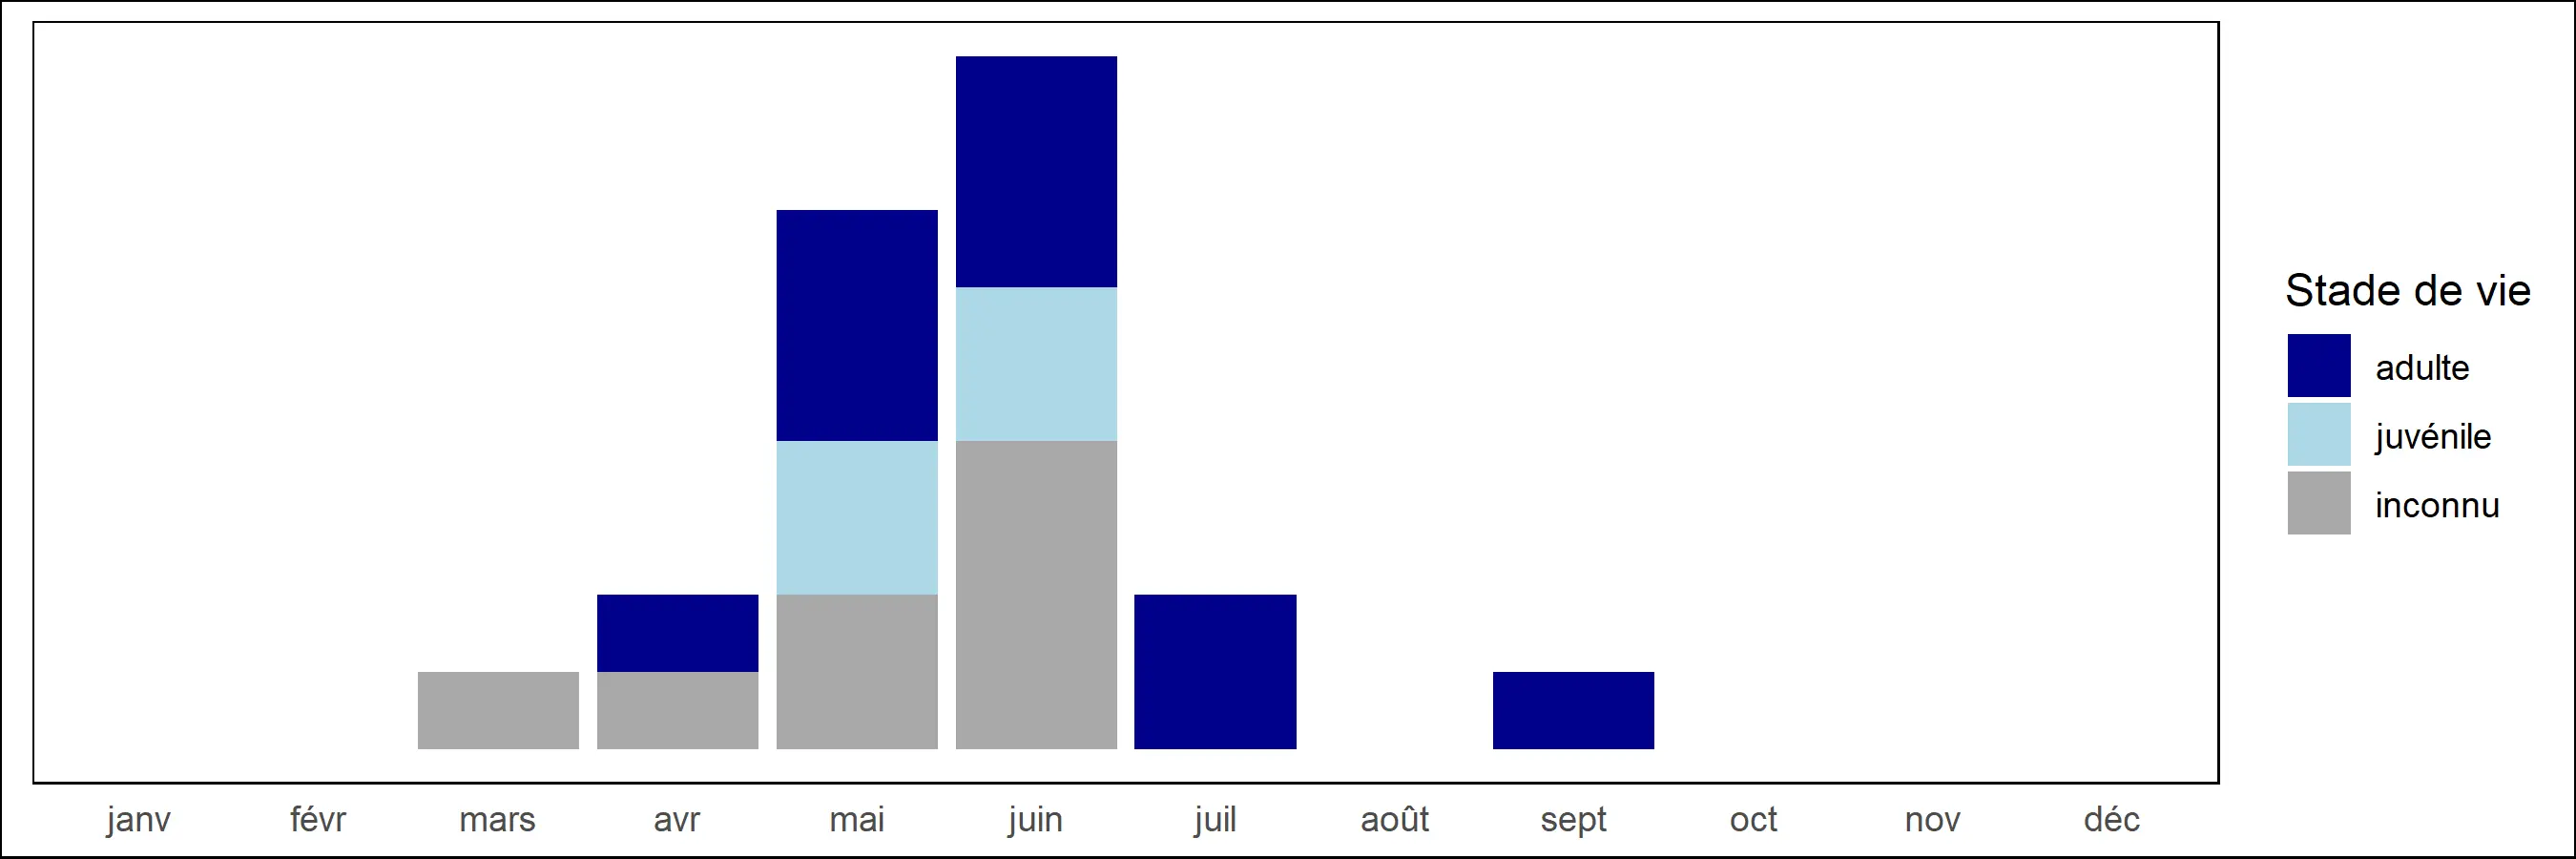 Stade de vie
adulte
juvénile
inconnu
janv févr mars avr mai juin juil août sept oct nov déc